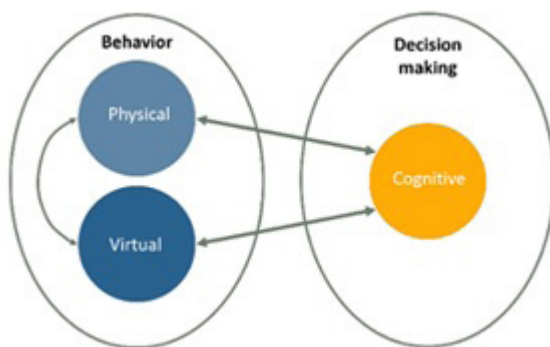 Behavior
Decision
making
Physical
Cognitive
Virtual